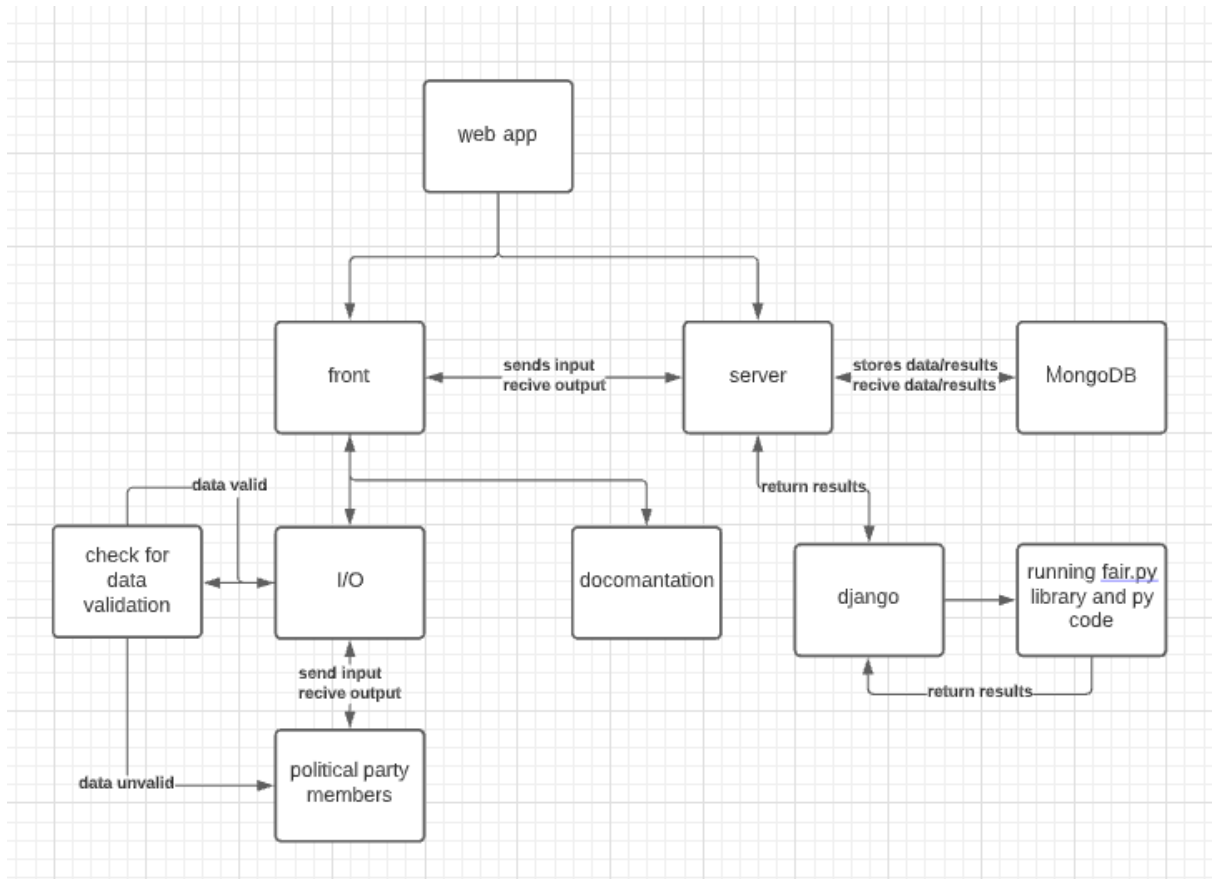 web app
front
sends input
recive output
server
stores data/results
recive data/results
MongoDB
data valid
return results
check for
data
validation
I/O
docomantation
django
running fair.py
library and py
code
send input
recive output
return results
political party
members
data unvalid